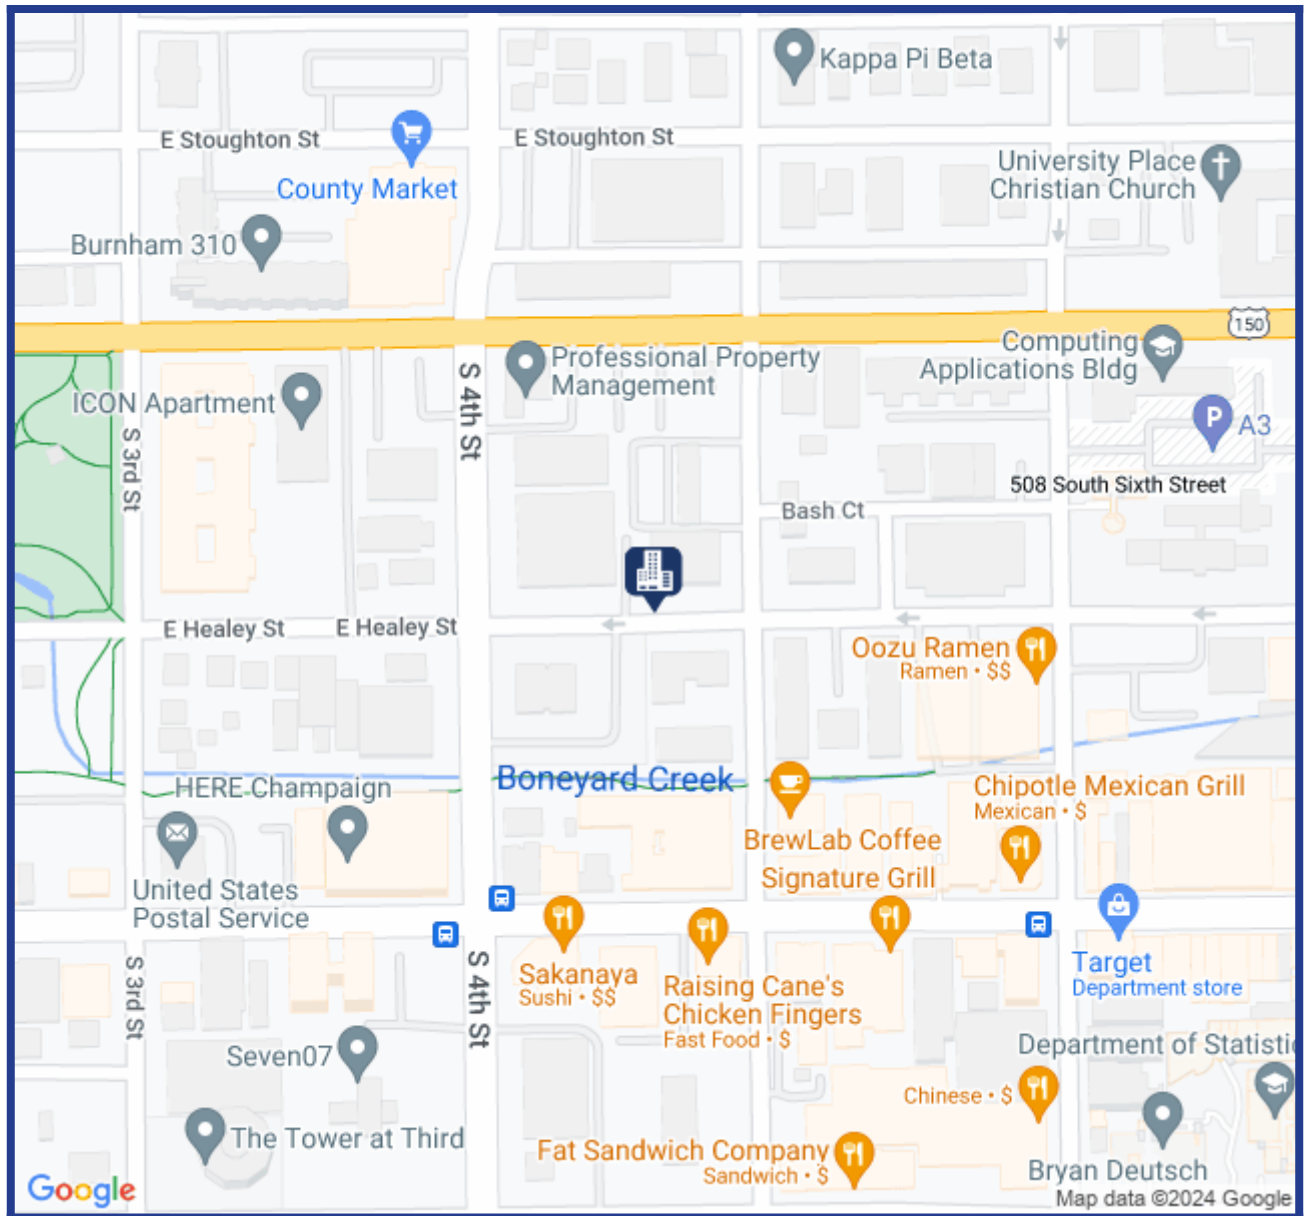 Kappa Pi Beta
E Stoughton St
E Stoughton St
County Market
University Place
Christian Church
Burnham 310
150
Computing
Applications Bldg
Professional Property
Management
S 4th St
ICON Apartment
P
A3
S 3rd St
508 South Sixth Street
Bash Ct
E Healey St
E Healey St
Oozu Ramen
Ramen • $$
Boneyard Creek
HERE Champaign
Chipotle Mexican Grill
Mexican • $
BrewLab Coffee
Signature Grill
United States
Postal Service
Target
Department store
S 3rd St
S 4th St
Sakanaya
Sushi • $$
Raising Cane's
Chicken Fingers
Fast Food • $
Seven07
Department of Statistic
Chinese • $
The Tower at Third
Fat Sandwich Company
Sandwich • $
Bryan Deutsch
Google
Map data ©2024 Google